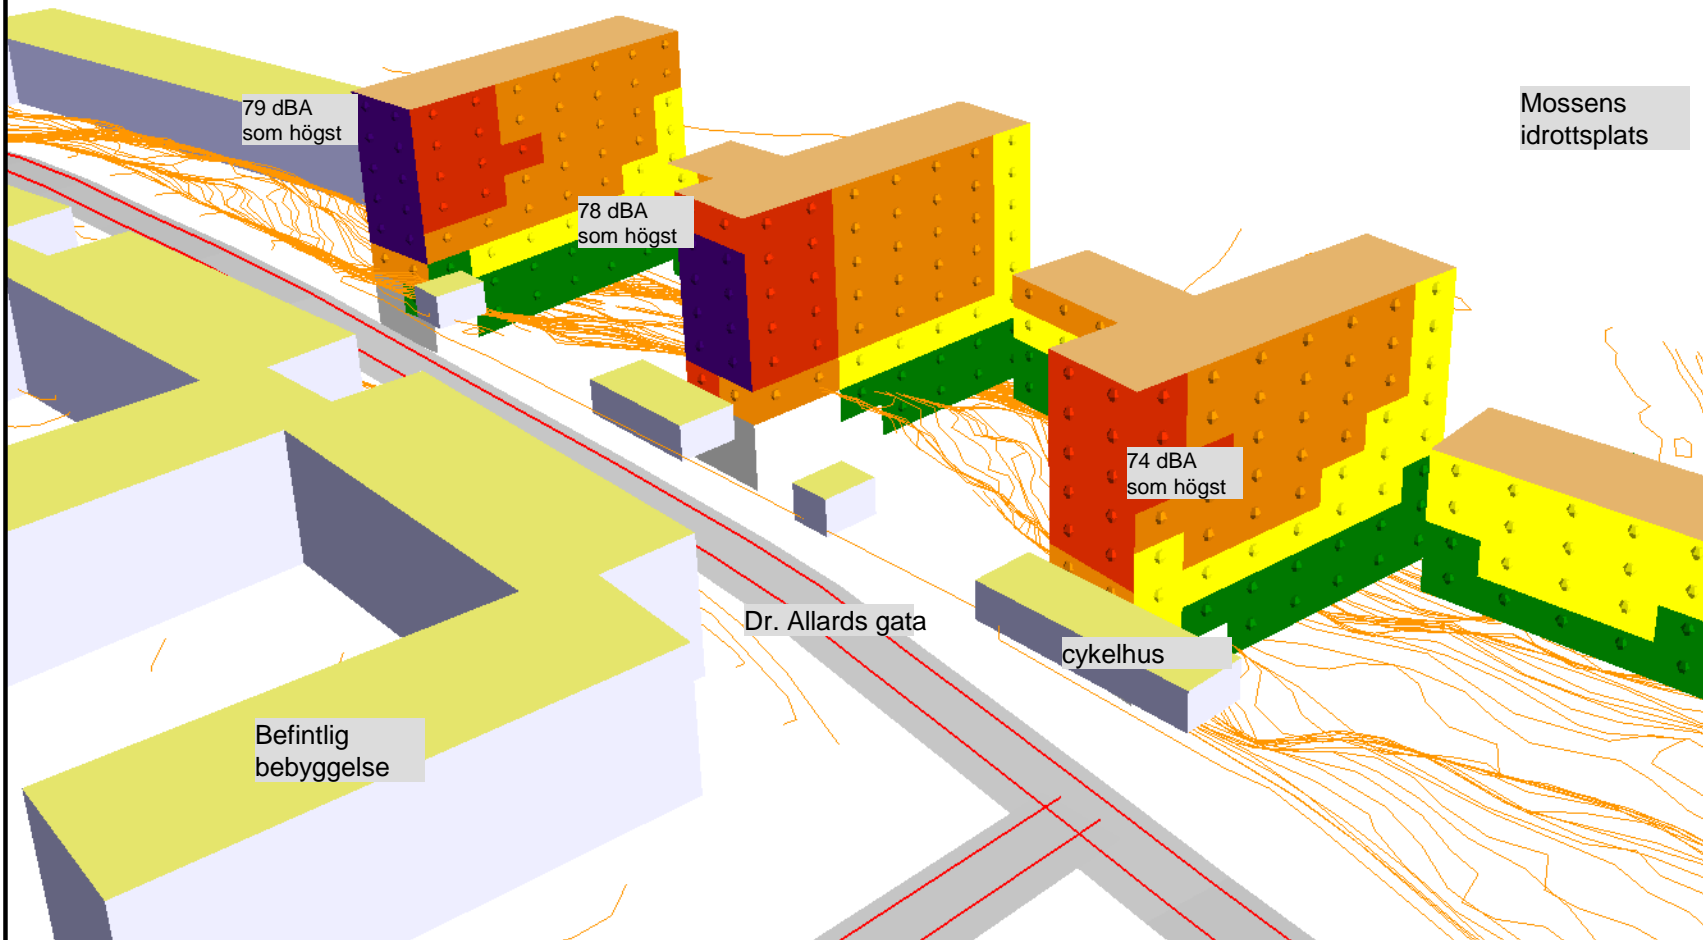 79 dBA
som högst
Mossens
idrottsplats
78 dBA
som högst
74 dBA
som högst
Dr. Allards gata
cykelhus
Befintlig
bebyggelse